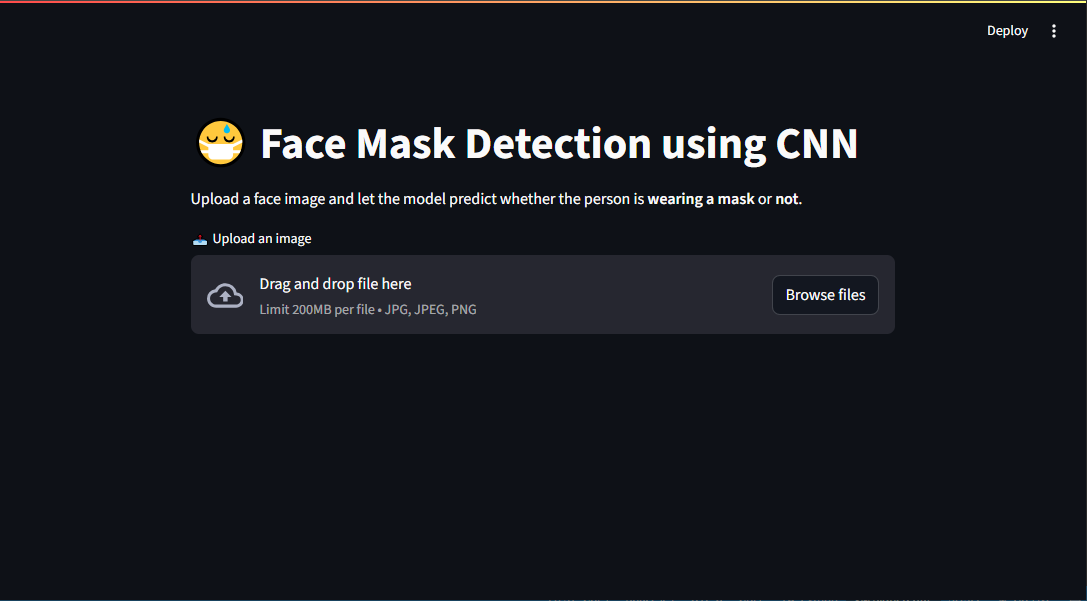 Deploy
Face Mask Detection using CNN
Upload a face image and let the model predict whether the person is wearing a mask or not.
Upload an image
Drag and drop file here
Limit 200MB per file • JPG, JPEG, PNG
Browse files